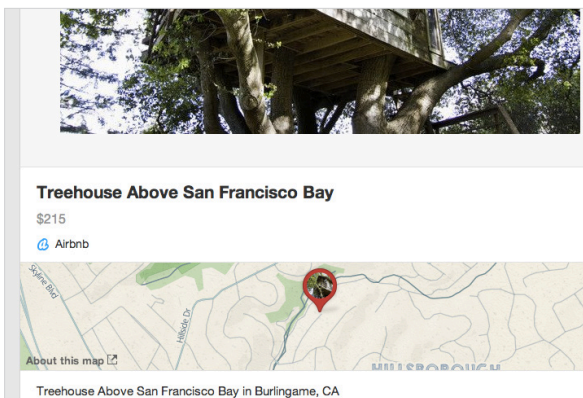 Treehouse Above San Francisco Bay
$215
Airbnb
Skyline Blvd
Hillside Dr
About this map
HILLSBOROUGH
Treehouse Above San Francisco Bay in Burlingame, CA